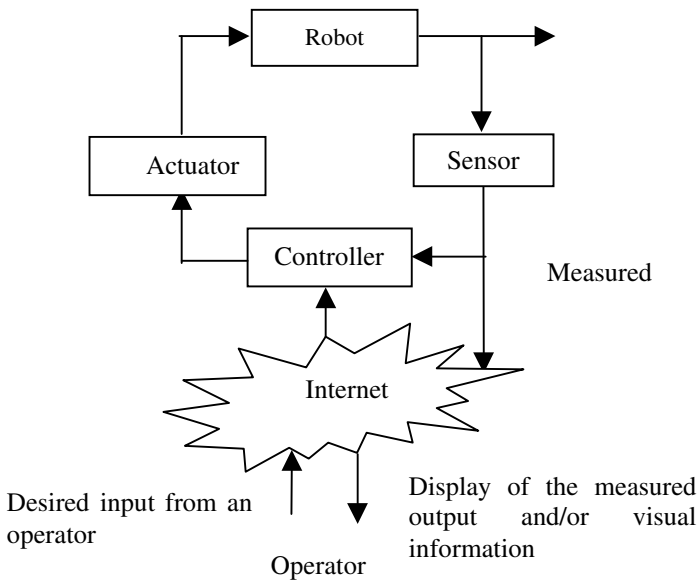 Robot
Actuator
Sensor
Controller
Measured
Internet
Desired input from an
operator
Display of the measured
output and/or visual
information
Operator